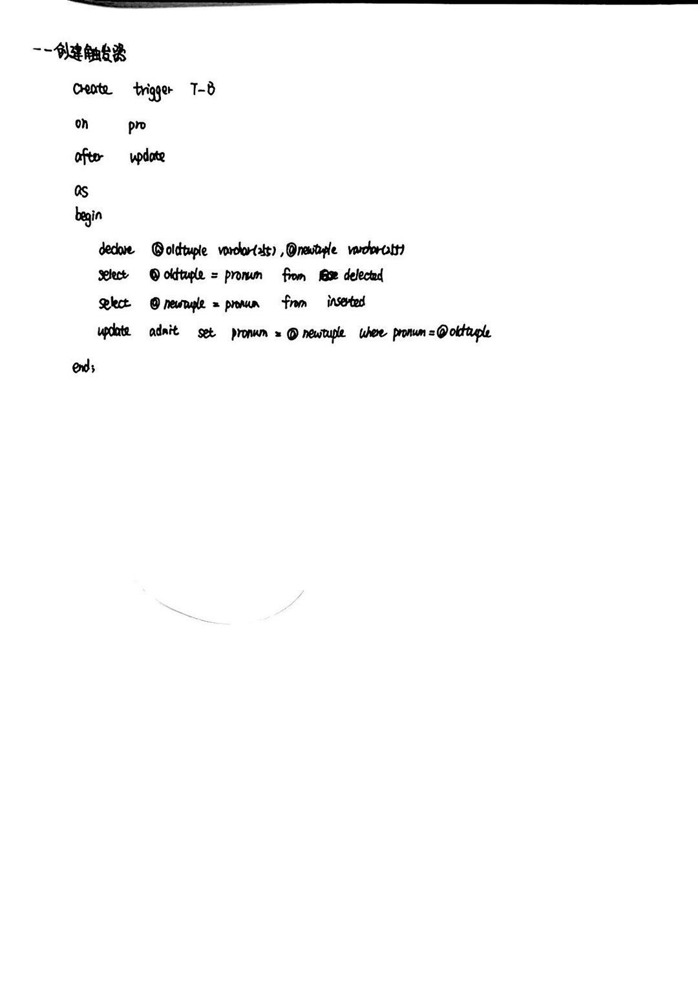 --创建触发器
create trigger T-B
on pro
after update
as
begin
declare @oldtuple varchar(255),@newtuple varchar(255)
select @oldtuple = pronum from delected
select @newtuple = pronum from inserted
update admit set pronum = @newtuple where pronum=@oldtuple
end;